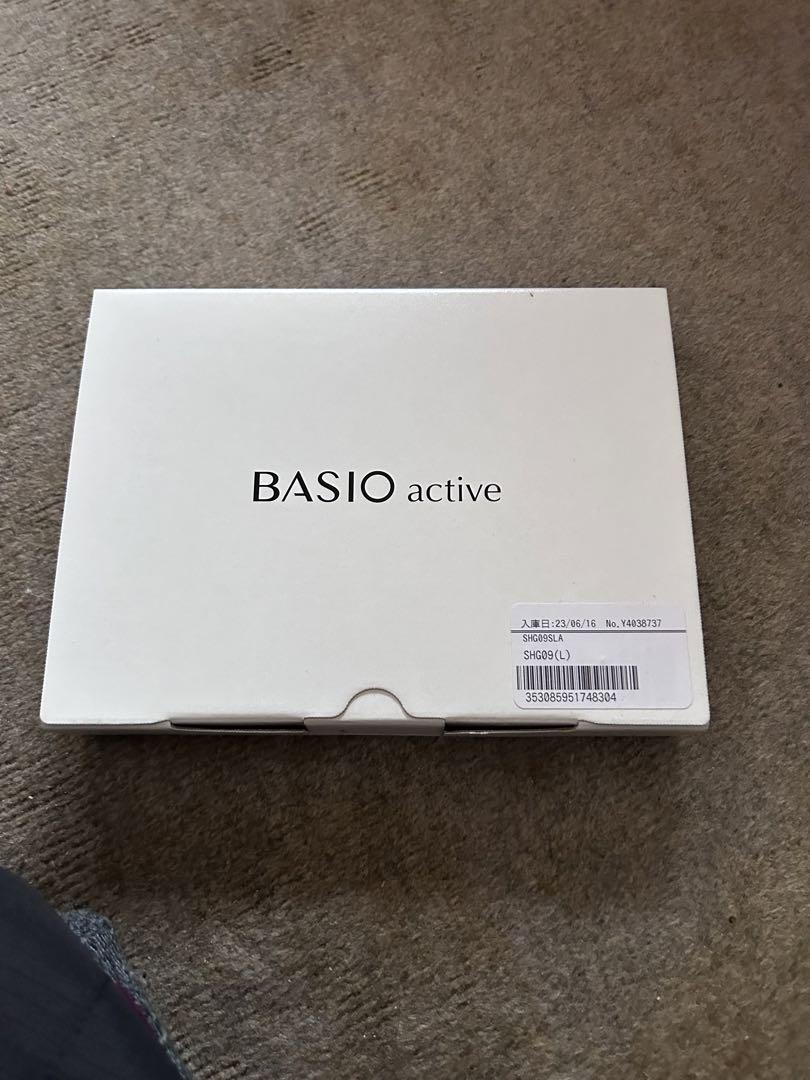 BASIO active
入庫日:23/06/16 No.Y4038737
SHG09SLA
SHG09(L)
353085951748304